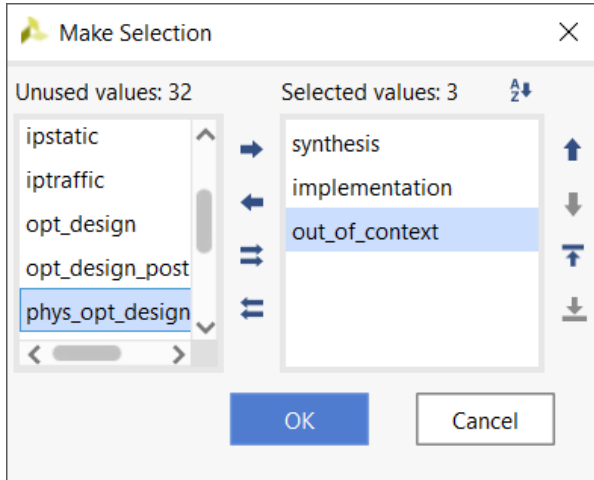 Make Selection
Unused values: 32
Selected values: 3
A
Z
ipstatic
iptraffic
opt_design
opt_design_post
phys_opt_design
synthesis
implementation
out_of_context
OK
Cancel